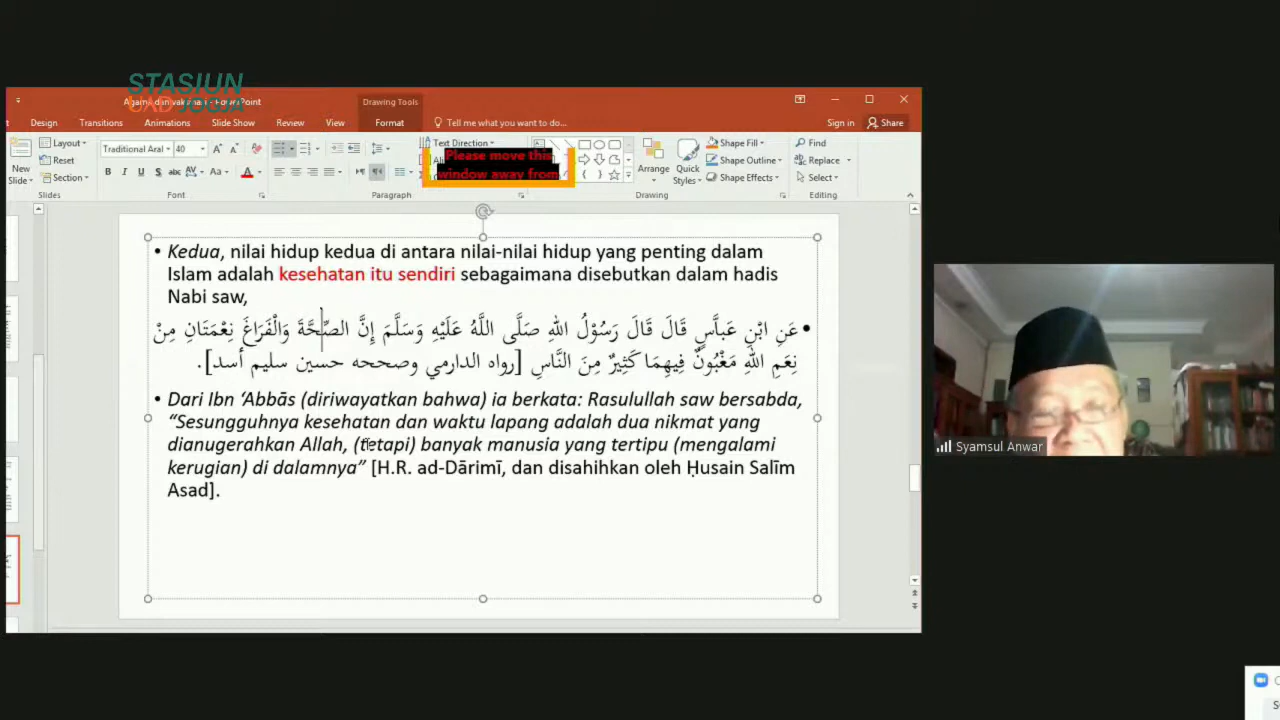 STASIUN
UAD JOGJA
PowerPoint
Drawing Tools
Design
Transitions
Animations
Slide Show
Review
View
Format
Tell me what you want to do...
Sign in
Share
New
Slide
Layout
Reset
Section
Slides
Traditional Aral
40
Font
Paragraph
Text Direction
Please move this
window away from
Arrange
Quick
Styles
Shape Fill
Shape Outline
Shape Effects
Drawing
Find
Replace
Select
Editing
• Kedua, nilai hidup kedua di antara nilai-nilai hidup yang penting dalam
Islam adalah kesehatan itu sendiri sebagaimana disebutkan dalam hadis
Nabi saw,
• عَنِ ابْنِ عَبَّاسٍ قَالَ قَالَ رَسُوْلُ اللهِ صَلَّى اللَّهُ عَلَيْهِ وَسَلَّمَ إِنَّ الصِّحَّةَ وَالْفَرَاغَ نِعْمَتَانِ مِنْ
نِعَمِ اللهِ مَغْبُونٌ فِيهِمَا كَثِيرٌ مِنَ النَّاسِ [رواه الدارمي وصححه حسين سليم أسد].
• Dari Ibn ‘Abbās (diriwayatkan bahwa) ia berkata: Rasulullah saw bersabda,
“Sesungguhnya kesehatan dan waktu lapang adalah dua nikmat yang
dianugerahkan Allah, (tetapi) banyak manusia yang tertipu (mengalami
kerugian) di dalamnya” [H.R. ad-Dārimī, dan disahihkan oleh Ḥusain Salīm
Asad].
Syamsul Anwar